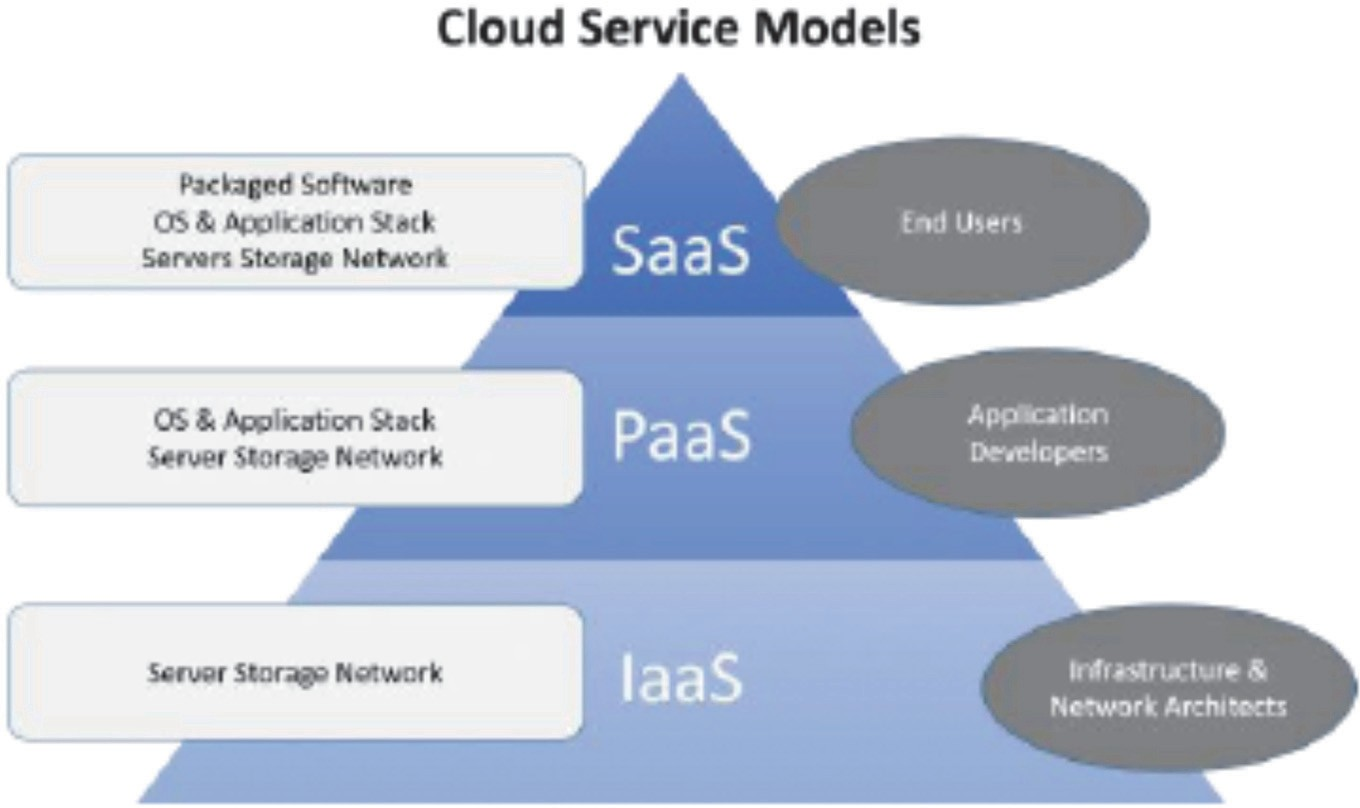 Cloud Service Models
Packaged Software
OS & Application Stack
Servers Storage Network
SaaS
End Users
OS & Application Stack
Server Storage Network
PaaS
Application
Developers
Server Storage Network
IaaS
Infrastructure &
Network Architects